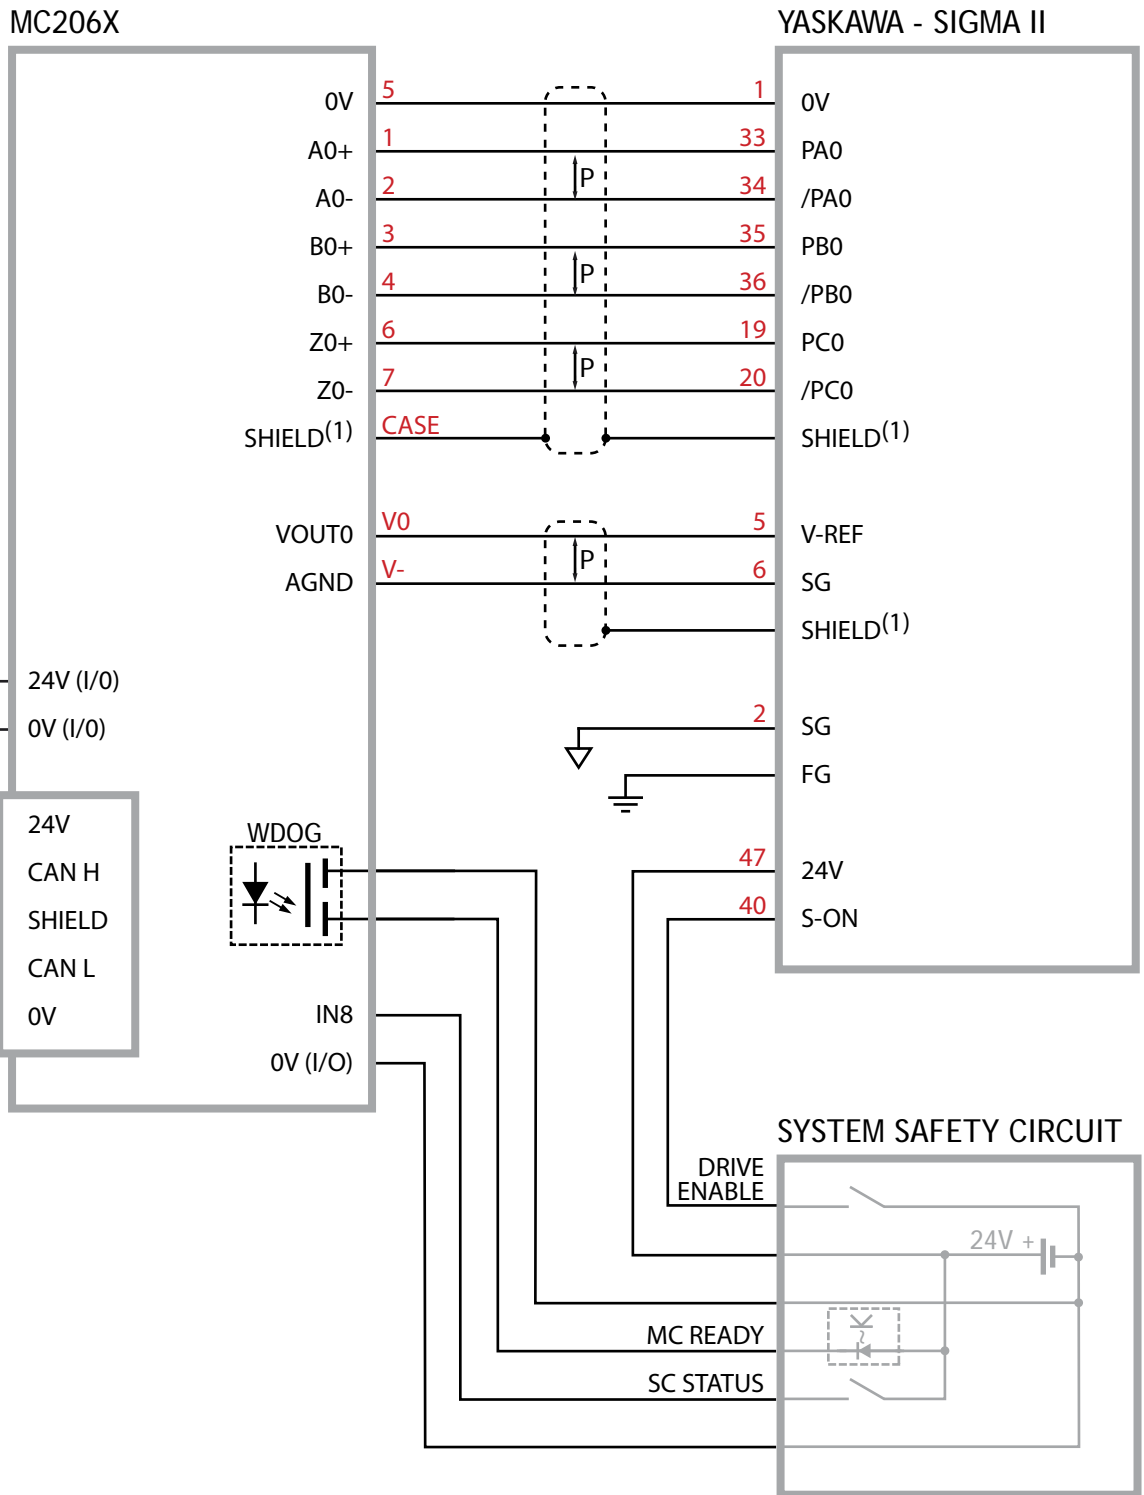 MC206X
YASKAWA - SIGMA II
0V 5 1 0V
A0+ 1 33 PA0
P
A0- 2 34 /PA0
B0+ 3 35 PB0
P
B0- 4 36 /PB0
Z0+ 6 19 PC0
P
Z0- 7 20 /PC0
SHIELD(1) CASE SHIELD(1)
VOUT0 V0 5 V-REF
P
AGND V- 6 SG
SHIELD(1)
24V (I/0)
0V (I/0)
2 SG
FG
24V
CAN H
SHIELD
CAN L
0V
WDOG
47 24V
40 S-ON
IN8
0V (I/O)
SYSTEM SAFETY CIRCUIT
DRIVE
ENABLE
24V +
MC READY
K
~
SC STATUS